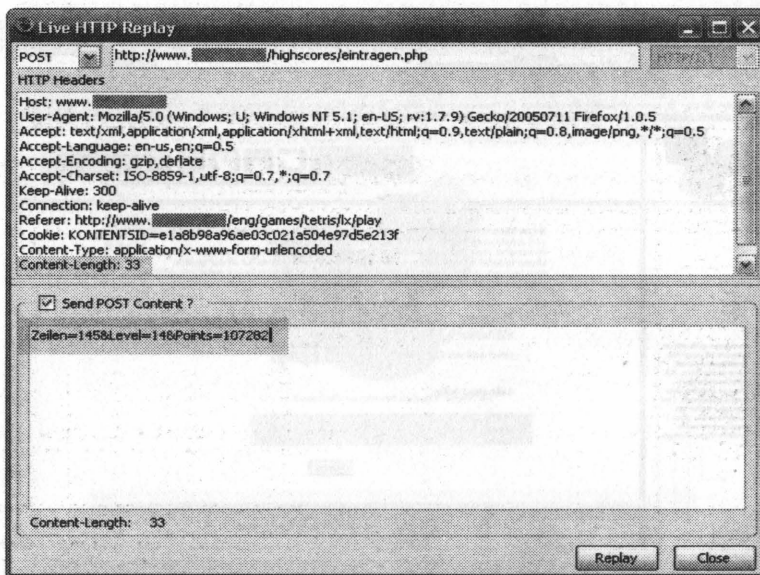 Live HTTP Replay
POST http://www. /highscores/eintragen.php
HTTP Headers
Host: www.
User-Agent: Mozilla/5.0 (Windows; U; Windows NT 5.1; en-US; rv:1.7.9) Gecko/20050711 Firefox/1.0.5
Accept: text/xml,application/xml,application/xhtml+xml,text/html;q=0.9,text/plain;q=0.8,image/png,*/*;q=0.5
Accept-Language: en-us,en;q=0.5
Accept-Encoding: gzip,deflate
Accept-Charset: ISO-8859-1,utf-8;q=0.7,*;q=0.7
Keep-Alive: 300
Connection: keep-alive
Referer: http://www. /eng/games/tetris/lx/play
Cookie: KONTENTSID=e1a8b98a96ae03c021a504e97d5e213f
Content-Type: application/x-www-form-urlencoded
Content-Length: 33
Send POST Content ?
Zeilen=145&Level=14&Points=107282
Content-Length: 33
Replay Close